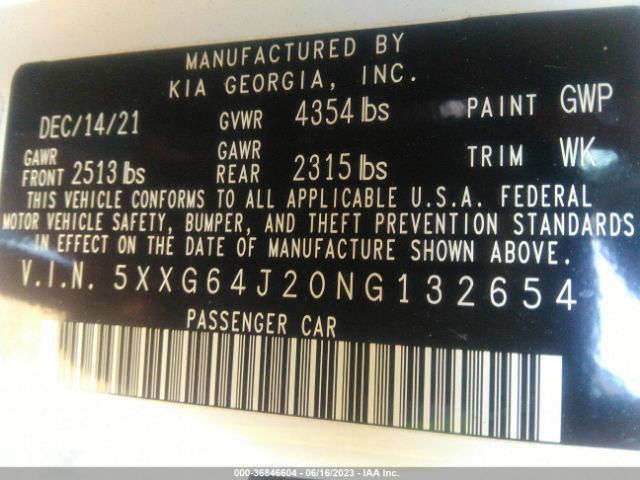 MANUFACTURED BY
KIA GEORGIA, INC.
DEC/14/21 GVWR 4354 lbs PAINT GWP
GAWR FRONT 2513 lbs GAWR REAR 2315 lbs TRIM WK
THIS VEHICLE CONFORMS TO ALL APPLICABLE U.S.A. FEDERAL
MOTOR VEHICLE SAFETY, BUMPER, AND THEFT PREVENTION STANDARDS
IN EFFECT ON THE DATE OF MANUFACTURE SHOWN ABOVE.
V.I.N. 5XXG64J20NG132654
PASSENGER CAR
000-36846604 / 06/16/2023 - IAA Inc.